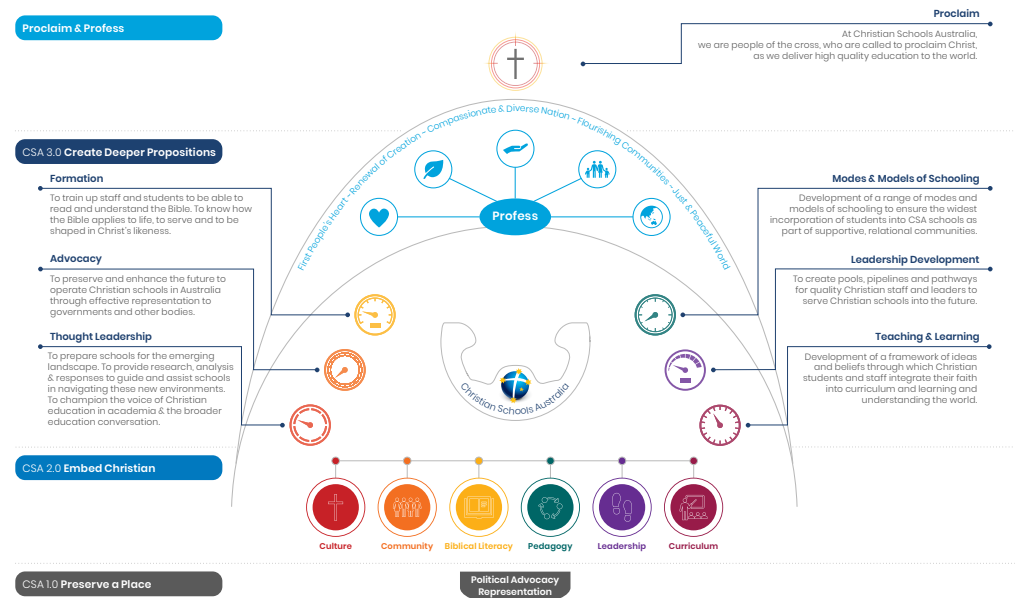 Proclaim & Profess
Proclaim
At Christian Schools Australia,
we are people of the cross, who are called to proclaim Christ,
as we deliver high quality education to the world.
First People's Heart ~ Renewal of Creation ~ Compassionate & Diverse Nation ~ Flourishing Communities ~ Just & Peaceful World
CSA 3.0 Create Deeper Propositions
Formation
To train up staff and students to be able to
read and understand the Bible. To know how
the Bible applies to life, to serve and to be
shaped in Christ's likeness.
Advocacy
To preserve and enhance the future to
operate Christian schools in Australia
through effective representation to
governments and other bodies.
Thought Leadership
To prepare schools for the emerging
landscape. To provide research, analysis
& responses to guide and assist schools
in navigating these new environments.
To champion the voice of Christian
education in academia & the broader
education conversation.
Profess
Modes & Models of Schooling
Development of a range of modes and
models of schooling to ensure the widest
incorporation of students into CSA schools as
part of supportive, relational communities.
Leadership Development
To create pools, pipelines and pathways
for quality Christian staff and leaders to
serve Christian schools into the future.
Teaching & Learning
Development of a framework of ideas
and beliefs through which Christian
students and staff integrate their faith
into curriculum and learning and
understanding the world.
Christian Schools Australia
CSA 2.0 Embed Christian
Culture
Community
Biblical Literacy
Pedagogy
Leadership
Curriculum
CSA 1.0 Preserve a Place
Political Advocacy
Representation